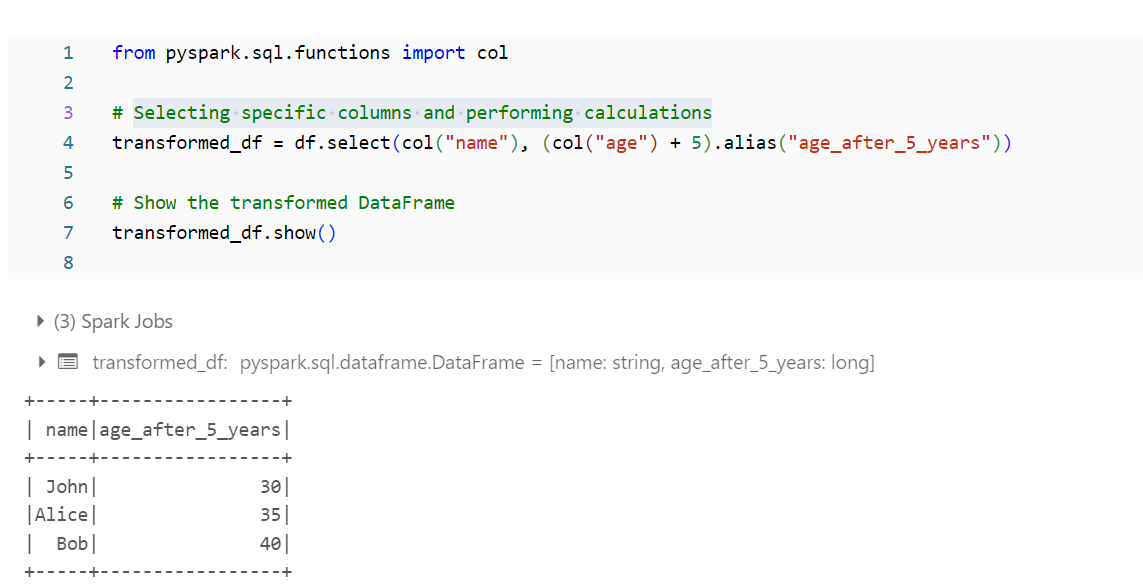 1 from pyspark.sql.functions import col
2
3 # Selecting specific columns and performing calculations
4 transformed_df = df.select(col("name"), (col("age") + 5).alias("age_after_5_years"))
5
6 # Show the transformed DataFrame
7 transformed_df.show()
8
(3) Spark Jobs
transformed_df: pyspark.sql.dataframe.DataFrame = [name: string, age_after_5_years: long]
+-----+-----------------+
| name|age_after_5_years|
+-----+-----------------+
| John|               30|
|Alice|               35|
|  Bob|               40|
+-----+-----------------+